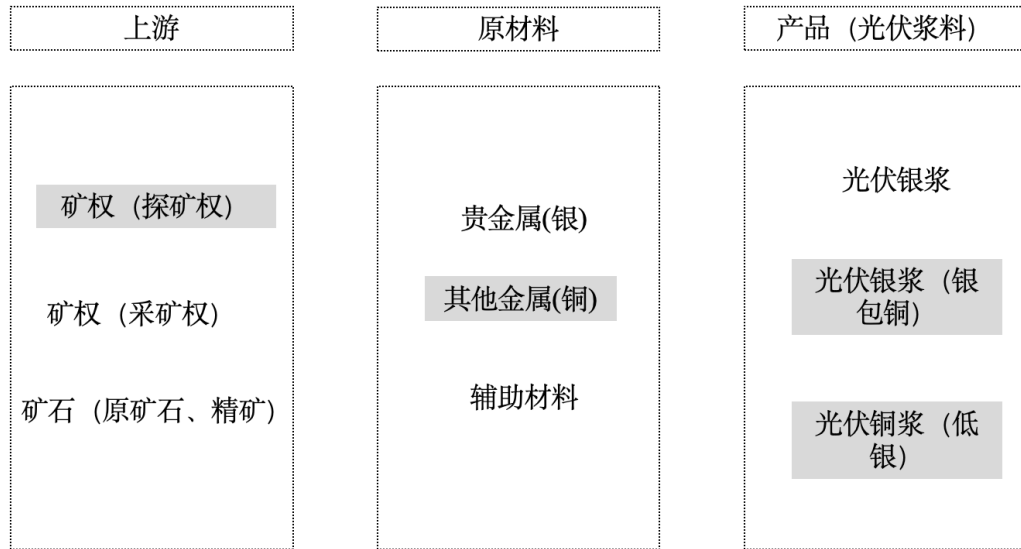 上游
原材料
产品（光伏浆料）
矿权（探矿权）
矿权（采矿权）
矿石（原矿石、精矿）
贵金属(银)
其他金属(铜)
辅助材料
光伏银浆
光伏银浆（银
包铜）
光伏铜浆（低
银）